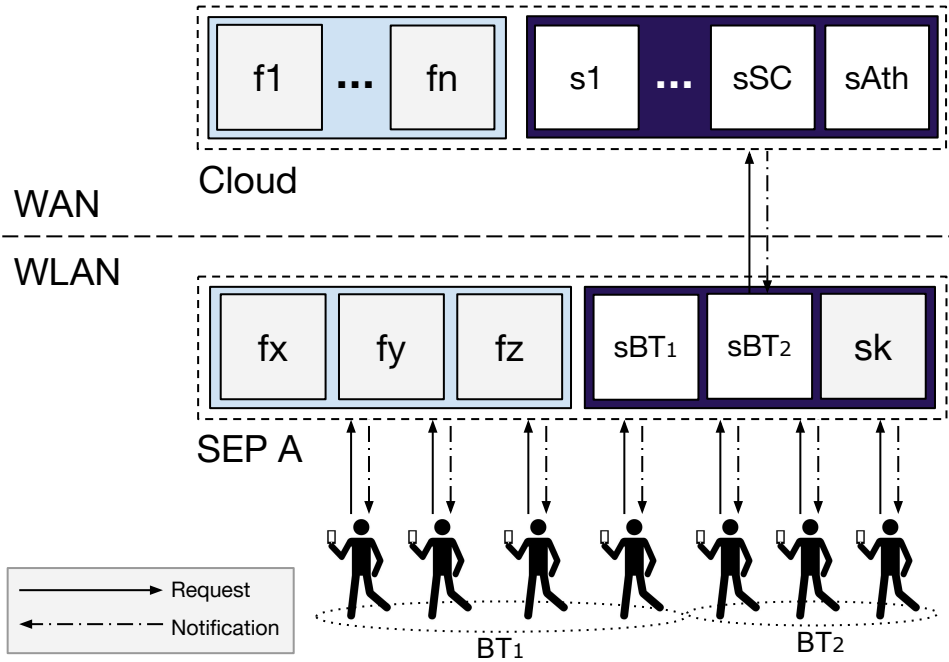 f1 ... fn s1 ... sSC sAth
Cloud
WAN
WLAN
fx fy fz sBT1 sBT2 sk
SEP A
Request
Notification
BT1 BT2